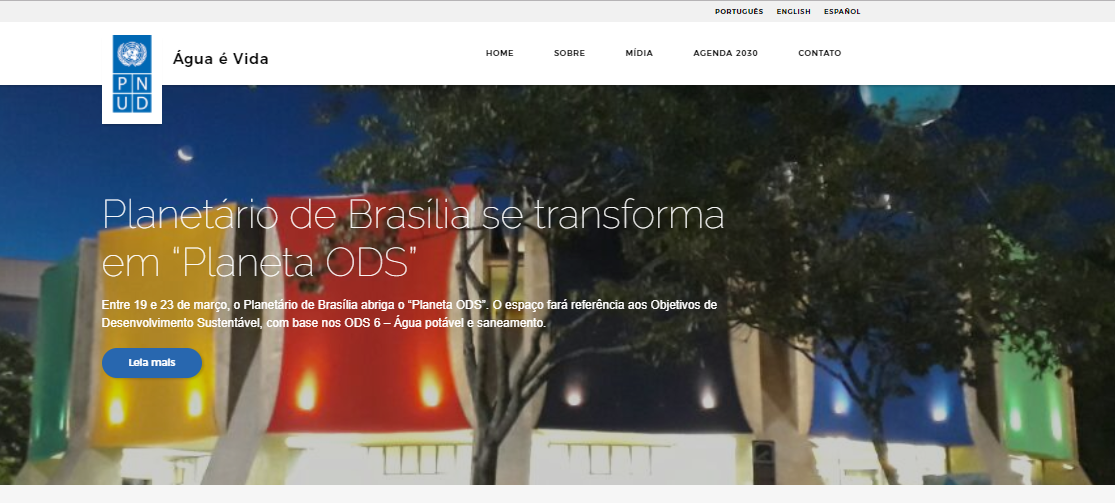 PORTUGUÊS ENGLISH ESPAÑOL
PN
UD
Água é Vida
HOME SOBRE MÍDIA AGENDA 2030 CONTATO
Planetário de Brasília se transforma
em “Planeta ODS”
Entre 19 e 23 de março, o Planetário de Brasília abriga o “Planeta ODS”. O espaço fará referência aos Objetivos de
Desenvolvimento Sustentável, com base nos ODS 6 – Água potável e saneamento.
Leia mais